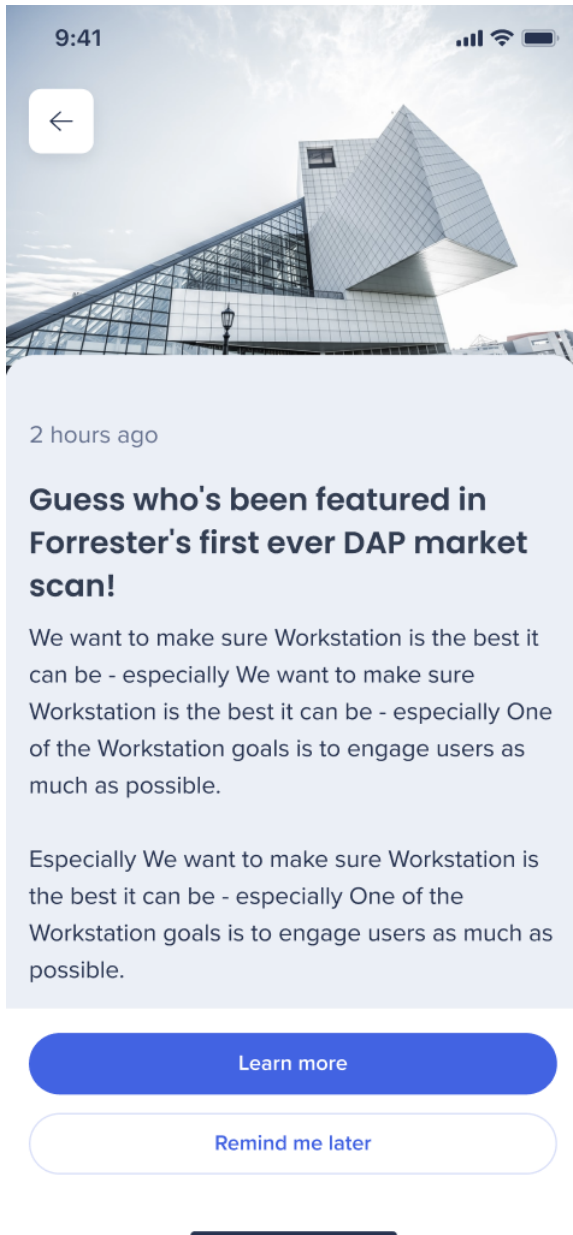 9:41
2 hours ago
Guess who's been featured in
Forrester's first ever DAP market
scan!
We want to make sure Workstation is the best it
can be - especially We want to make sure
Workstation is the best it can be - especially One
of the Workstation goals is to engage users as
much as possible.
Especially We want to make sure Workstation is
the best it can be - especially One of the
Workstation goals is to engage users as much as
possible.
Learn more
Remind me later